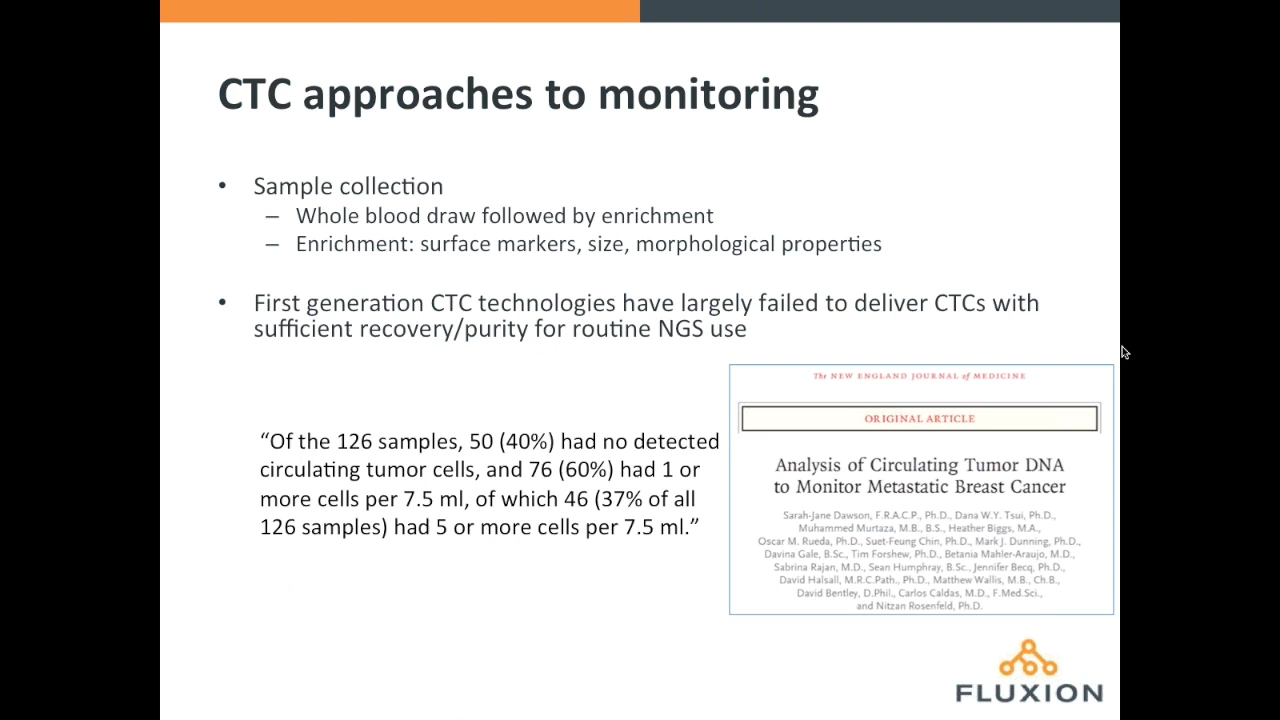 CTC approaches to monitoring
• Sample collection
– Whole blood draw followed by enrichment
– Enrichment: surface markers, size, morphological properties
• First generation CTC technologies have largely failed to deliver CTCs with
sufficient recovery/purity for routine NGS use
“Of the 126 samples, 50 (40%) had no detected
circulating tumor cells, and 76 (60%) had 1 or
more cells per 7.5 ml, of which 46 (37% of all
126 samples) had 5 or more cells per 7.5 ml.”
The NEW ENGLAND JOURNAL of MEDICINE
ORIGINAL ARTICLE
Analysis of Circulating Tumor DNA
to Monitor Metastatic Breast Cancer
Sarah-Jane Dawson, F.R.A.C.P., Ph.D., Dana W.Y. Tsui, Ph.D.,
Muhammed Murtaza, M.B., B.S., Heather Biggs, M.A.,
Oscar M. Rueda, Ph.D., Suet-Feung Chin, Ph.D., Mark J. Dunning, Ph.D.,
Davina Gale, B.Sc., Tim Forshew, Ph.D., Betania Mahler-Araujo, M.D.,
Sabrina Rajan, M.D., Sean Humphray, B.Sc., Jennifer Becq, Ph.D.,
David Halsall, M.R.C.Path., Ph.D., Matthew Wallis, M.B., Ch.B.,
David Bentley, D.Phil., Carlos Caldas, M.D., F.Med.Sci.,
and Nitzan Rosenfeld, Ph.D.
FLUXION